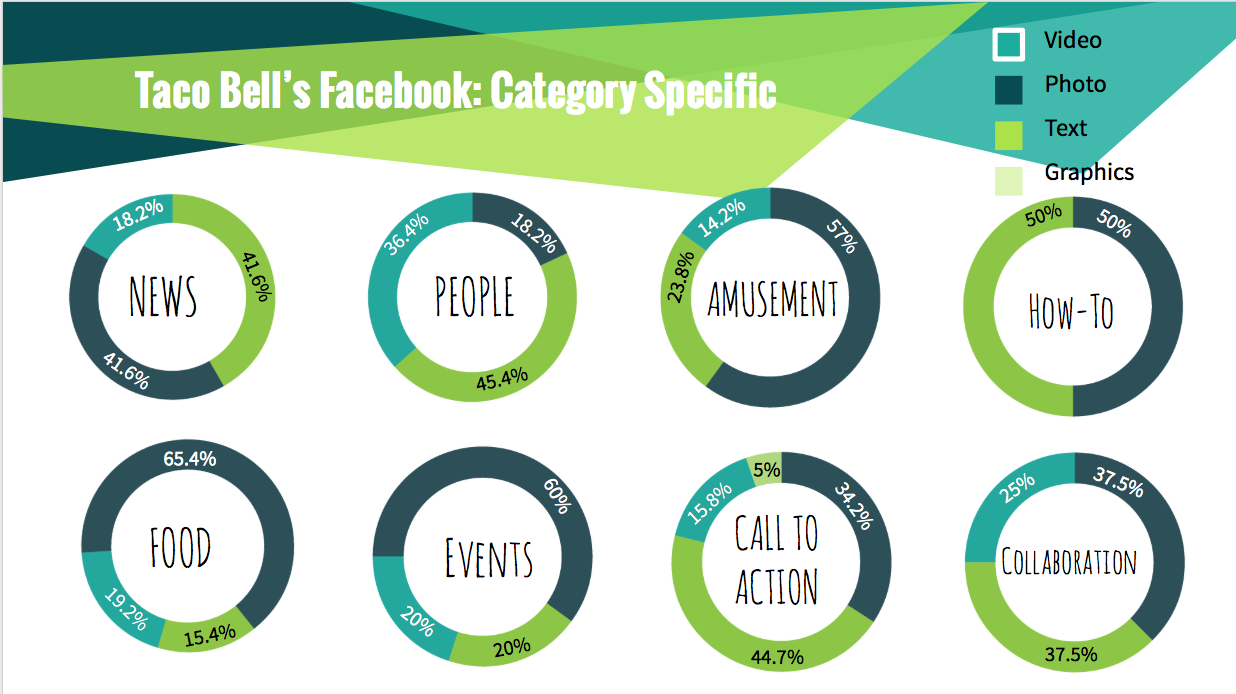 Taco Bell's Facebook: Category Specific
Video
Photo
Text
Graphics
18.2%
41.6%
41.6%
NEWS
36.4%
18.2%
45.4%
PEOPLE
14.2%
57%
23.8%
AMUSEMENT
50%
50%
How-To
65.4%
19.2%
15.4%
FOOD
60%
20%
20%
EVENTS
5%
15.8%
34.2%
44.7%
CALL TO
ACTION
25%
37.5%
37.5%
COLLABORATION